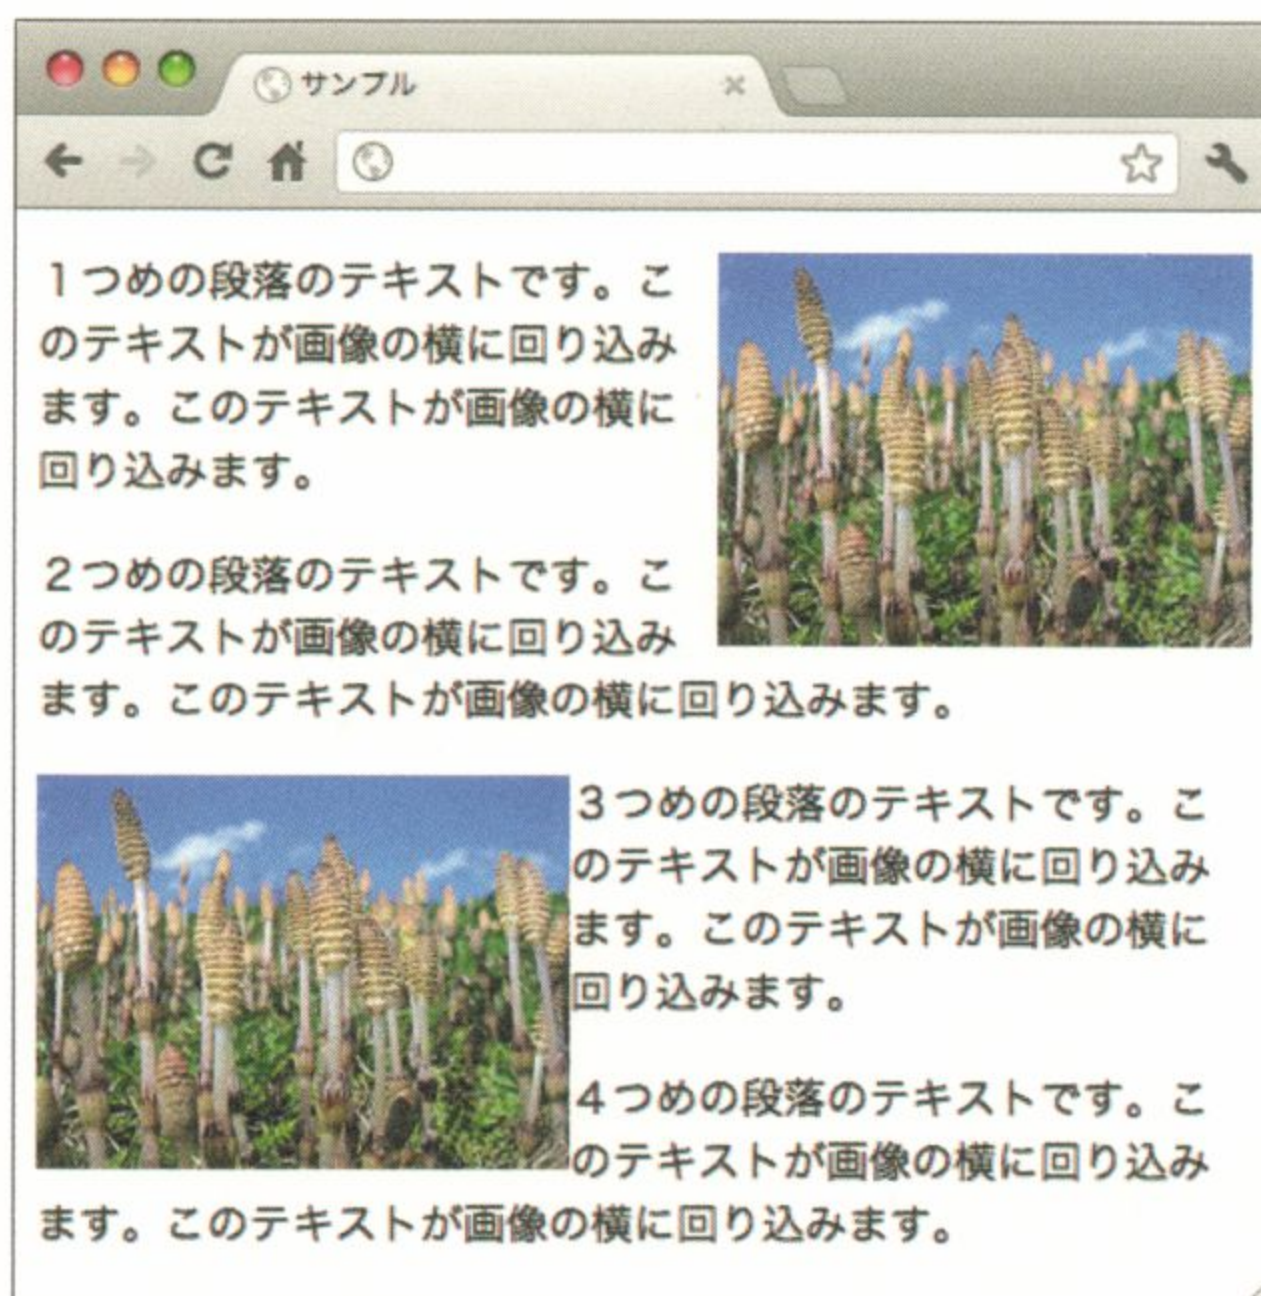 サンプル
１つめの段落のテキストです。こ
のテキストが画像の横に回り込み
ます。このテキストが画像の横に
回り込みます。
２つめの段落のテキストです。こ
のテキストが画像の横に回り込み
ます。このテキストが画像の横に回り込みます。
３つめの段落のテキストです。こ
のテキストが画像の横に回り込み
ます。このテキストが画像の横に
回り込みます。
４つめの段落のテキストです。こ
のテキストが画像の横に回り込み
ます。このテキストが画像の横に回り込みます。